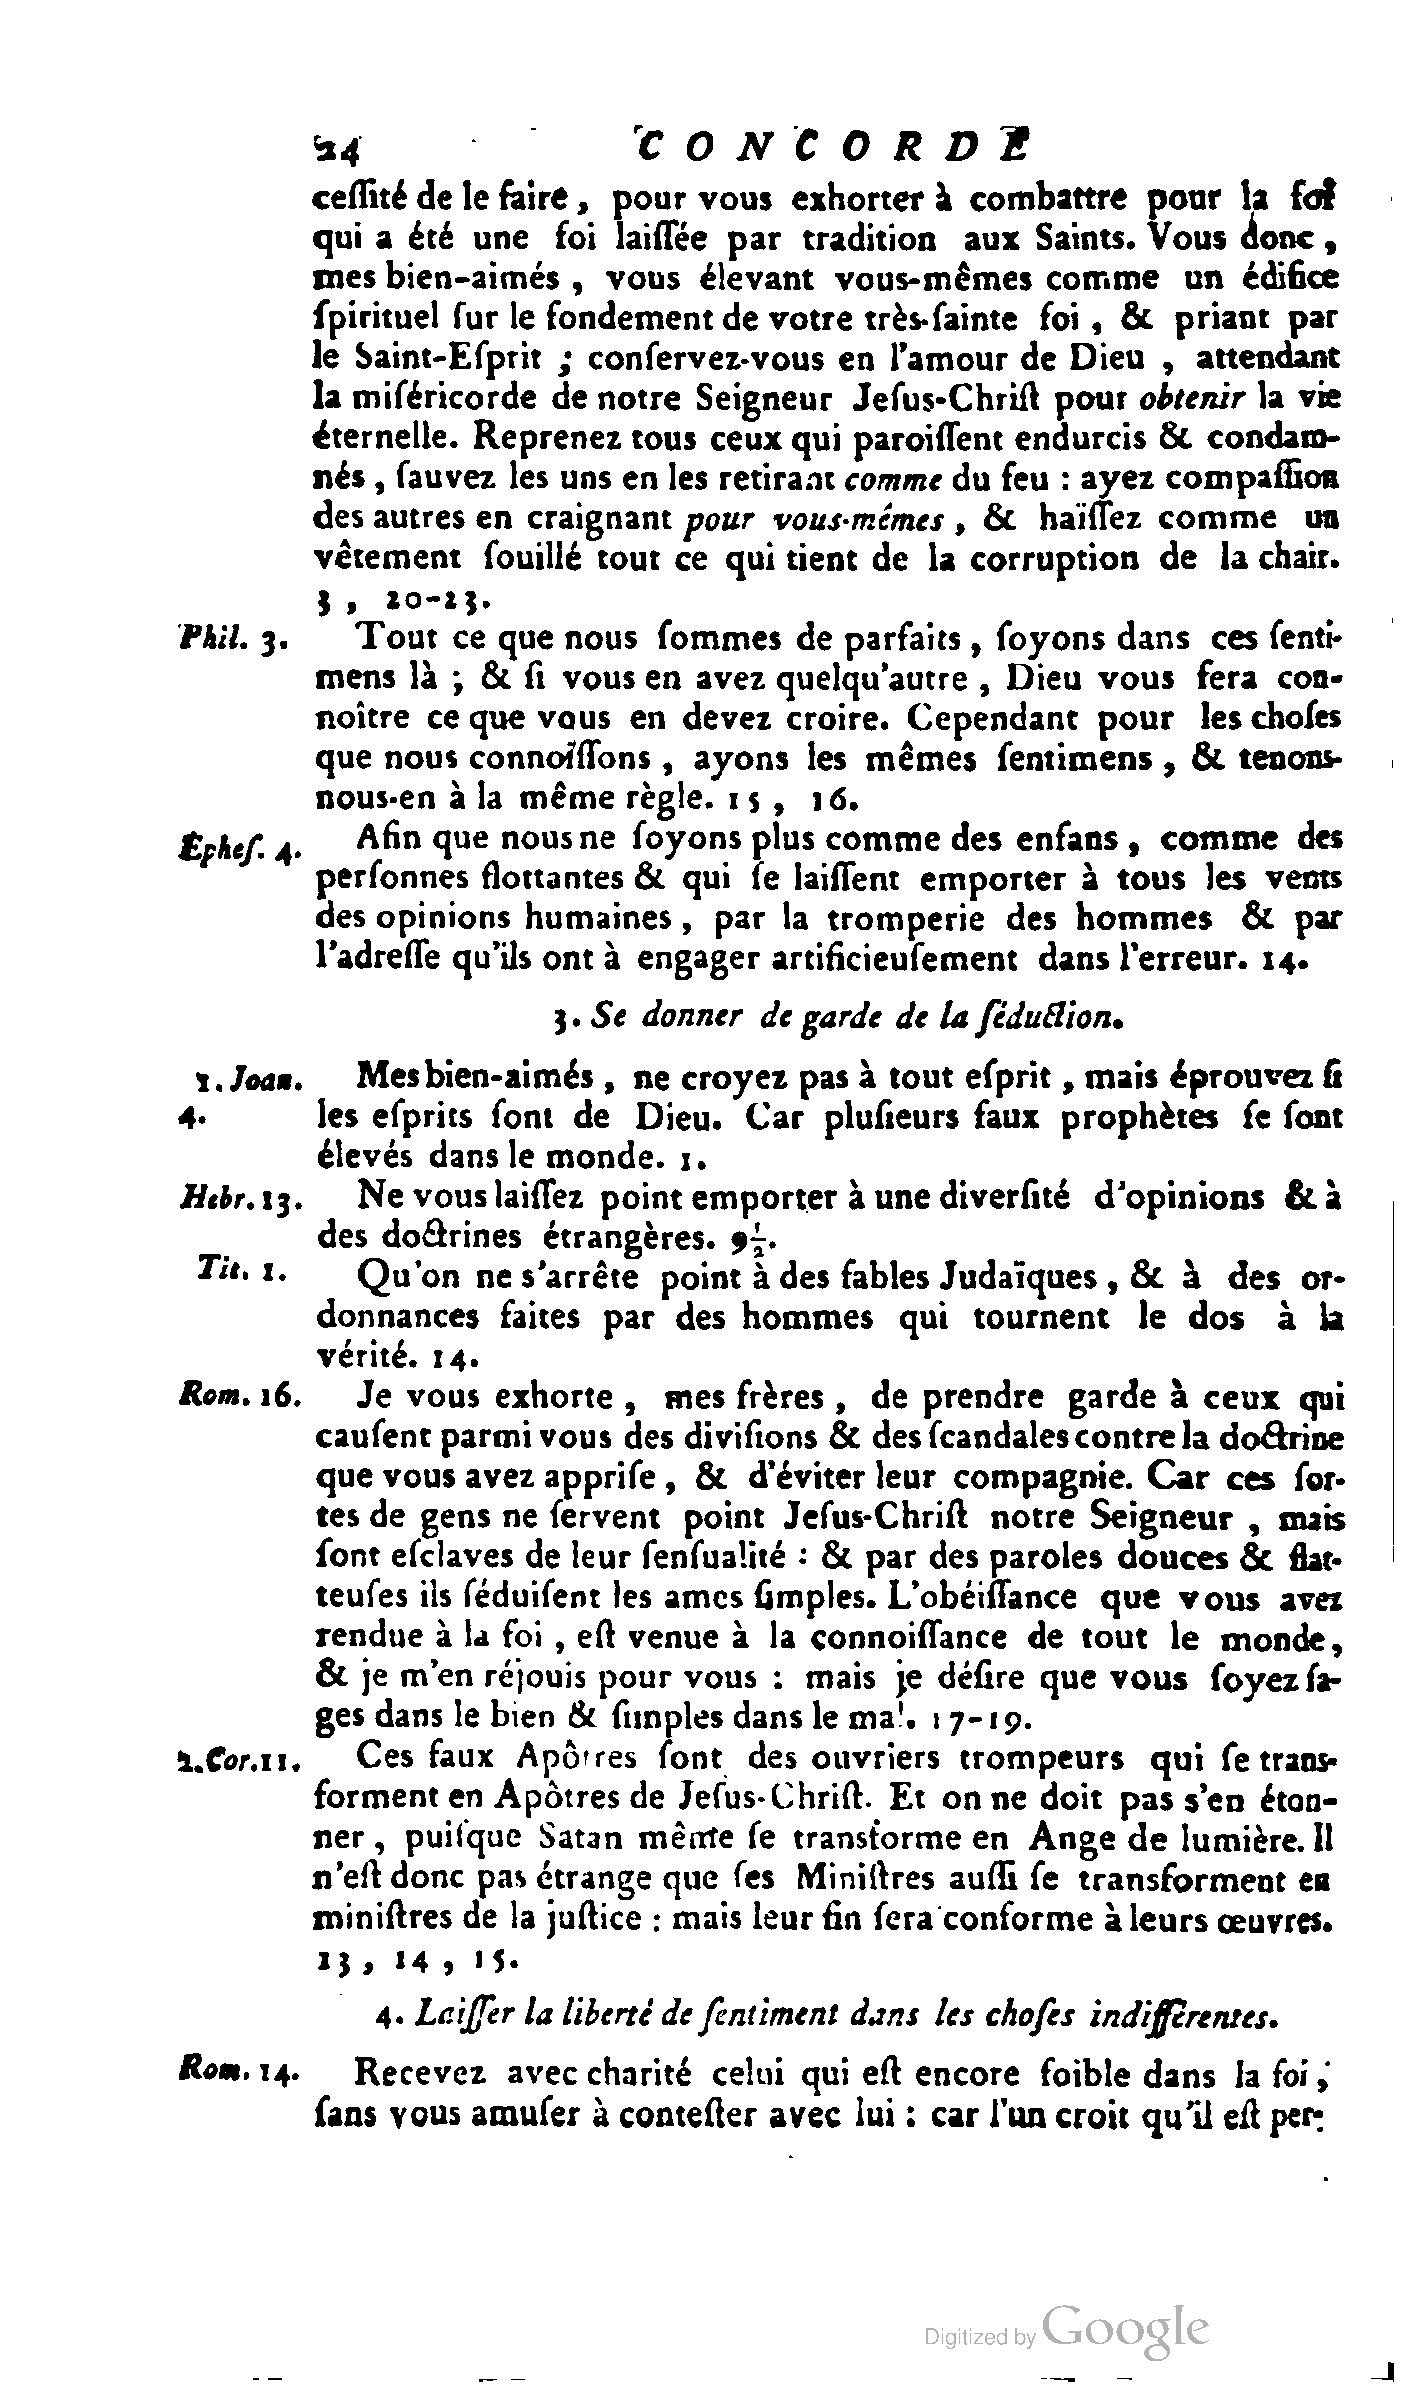 24 CONCORDE
ceſſité de le faire, pour vous exhorter à combattre pour la foi
qui a été une foi laiſſée par tradition aux Saints. Vous donc,
mes bien-aimés, vous élevant vous-mêmes comme un édifice
ſpirituel ſur le fondement de votre très-ſainte foi, & priant par
le Saint-Eſprit ; conſervez-vous en l'amour de Dieu, attendant
la miſéricorde de notre Seigneur Jeſus-Chriſt pour obtenir la vie
éternelle. Reprenez tous ceux qui paroiſſent endurcis & condam-
nés, ſauvez les uns en les retirant comme du feu : ayez compaſſion
des autres en craignant pour vous-mêmes, & haïſſez comme un
vêtement ſouillé tout ce qui tient de la corruption de la chair.
3, 20-23.
Phil. 3. Tout ce que nous ſommes de parfaits, ſoyons dans ces ſenti-
mens là ; & ſi vous en avez quelqu'autre, Dieu vous fera con-
noître ce que vous en devez croire. Cependant pour les choſes
que nous connoiſſons, ayons les mêmes ſentimens, & tenons-
nous-en à la même règle. 15, 16.
Epheſ. 4. Afin que nous ne ſoyons plus comme des enfans, comme des
perſonnes flottantes & qui ſe laiſſent emporter à tous les vents
des opinions humaines, par la tromperie des hommes & par
l'adreſſe qu'ils ont à engager artificieuſement dans l'erreur. 14.
3. Se donner de garde de la ſéduction.
1. Joan. Mes bien-aimés, ne croyez pas à tout eſprit, mais éprouvez ſi
4. les eſprits ſont de Dieu. Car pluſieurs faux prophètes ſe ſont
élevés dans le monde. 1.
Hebr. 13. Ne vous laiſſez point emporter à une diverſité d'opinions & à
des doctrines étrangères. 9½.
Tit. 1. Qu'on ne s'arrête point à des fables Judaïques, & à des or-
donnances faites par des hommes qui tournent le dos à la
vérité. 14.
Rom. 16. Je vous exhorte, mes frères, de prendre garde à ceux qui
cauſent parmi vous des diviſions & des ſcandales contre la doctrine
que vous avez appriſe, & d'éviter leur compagnie. Car ces ſor-
tes de gens ne ſervent point Jeſus-Chriſt notre Seigneur, mais
ſont eſclaves de leur ſenſualité : & par des paroles douces & flat-
teuſes ils ſéduiſent les ames ſimples. L'obéiſſance que vous avez
rendue à la foi, eſt venue à la connoiſſance de tout le monde,
& je m'en réjouis pour vous : mais je déſire que vous ſoyez ſa-
ges dans le bien & ſimples dans le mal. 17-19.
2. Cor. 11. Ces faux Apôtres ſont des ouvriers trompeurs qui ſe trans-
forment en Apôtres de Jeſus-Chriſt. Et on ne doit pas s'en éton-
ner, puiſque Satan même ſe transforme en Ange de lumière. Il
n'eſt donc pas étrange que ſes Miniſtres auſſi ſe transforment en
miniſtres de la juſtice : mais leur fin ſera conforme à leurs œuvres.
13, 14, 15.
4. Laiſſer la liberté de ſentiment dans les choſes indifférentes.
Rom. 14. Recevez avec charité celui qui eſt encore foible dans la foi,
ſans vous amuſer à conteſter avec lui : car l'un croit qu'il eſt per-
Digitized by Google